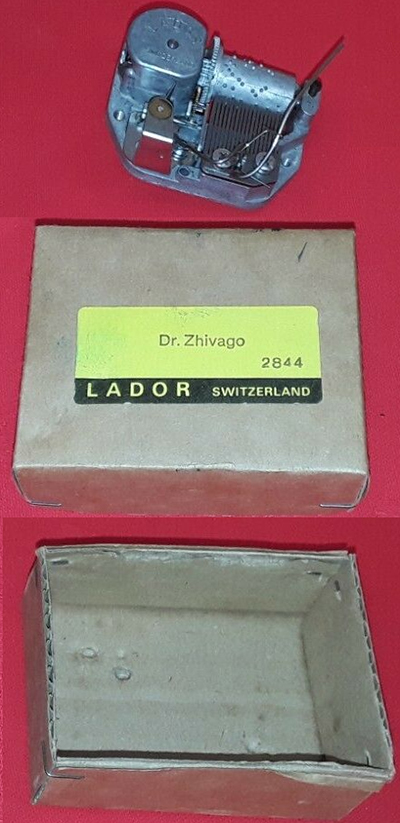 Dr. Zhivago
2844
LADOR SWITZERLAND